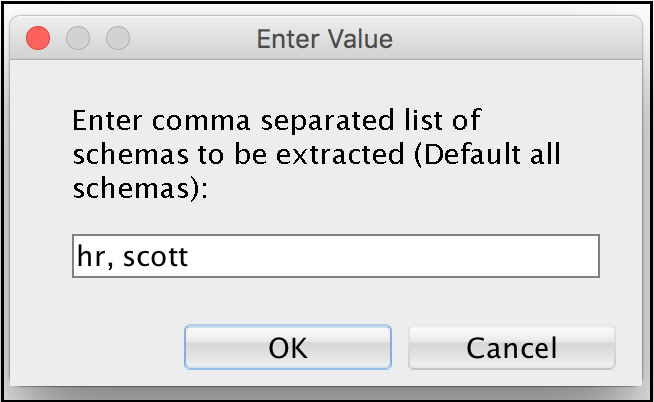 Enter Value
Enter comma separated list of
schemas to be extracted (Default all
schemas):
hr, scott
OK
Cancel